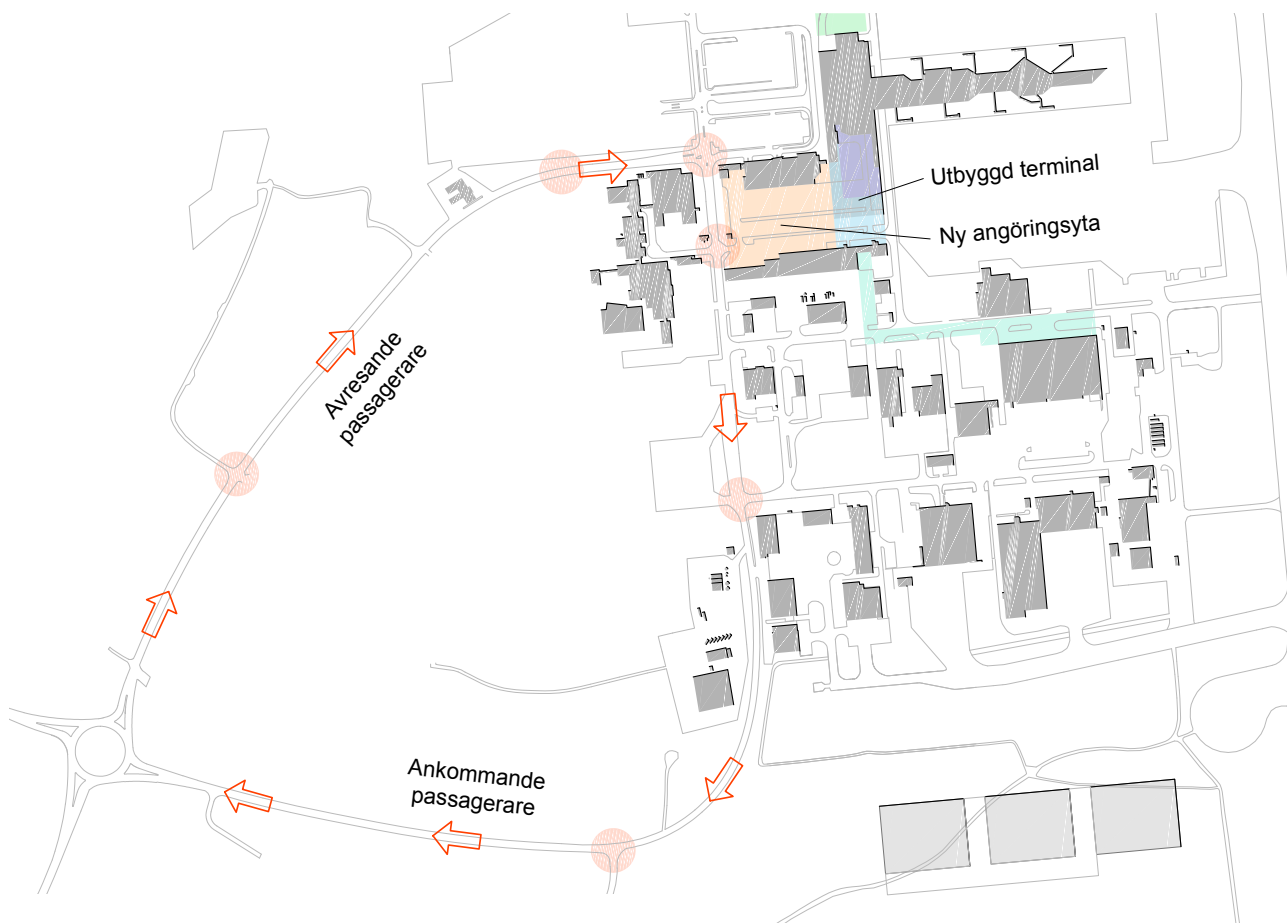 Utbyggd terminal
Ny angöringsyta
Avresande
passagerare
Ankommande
passagerare